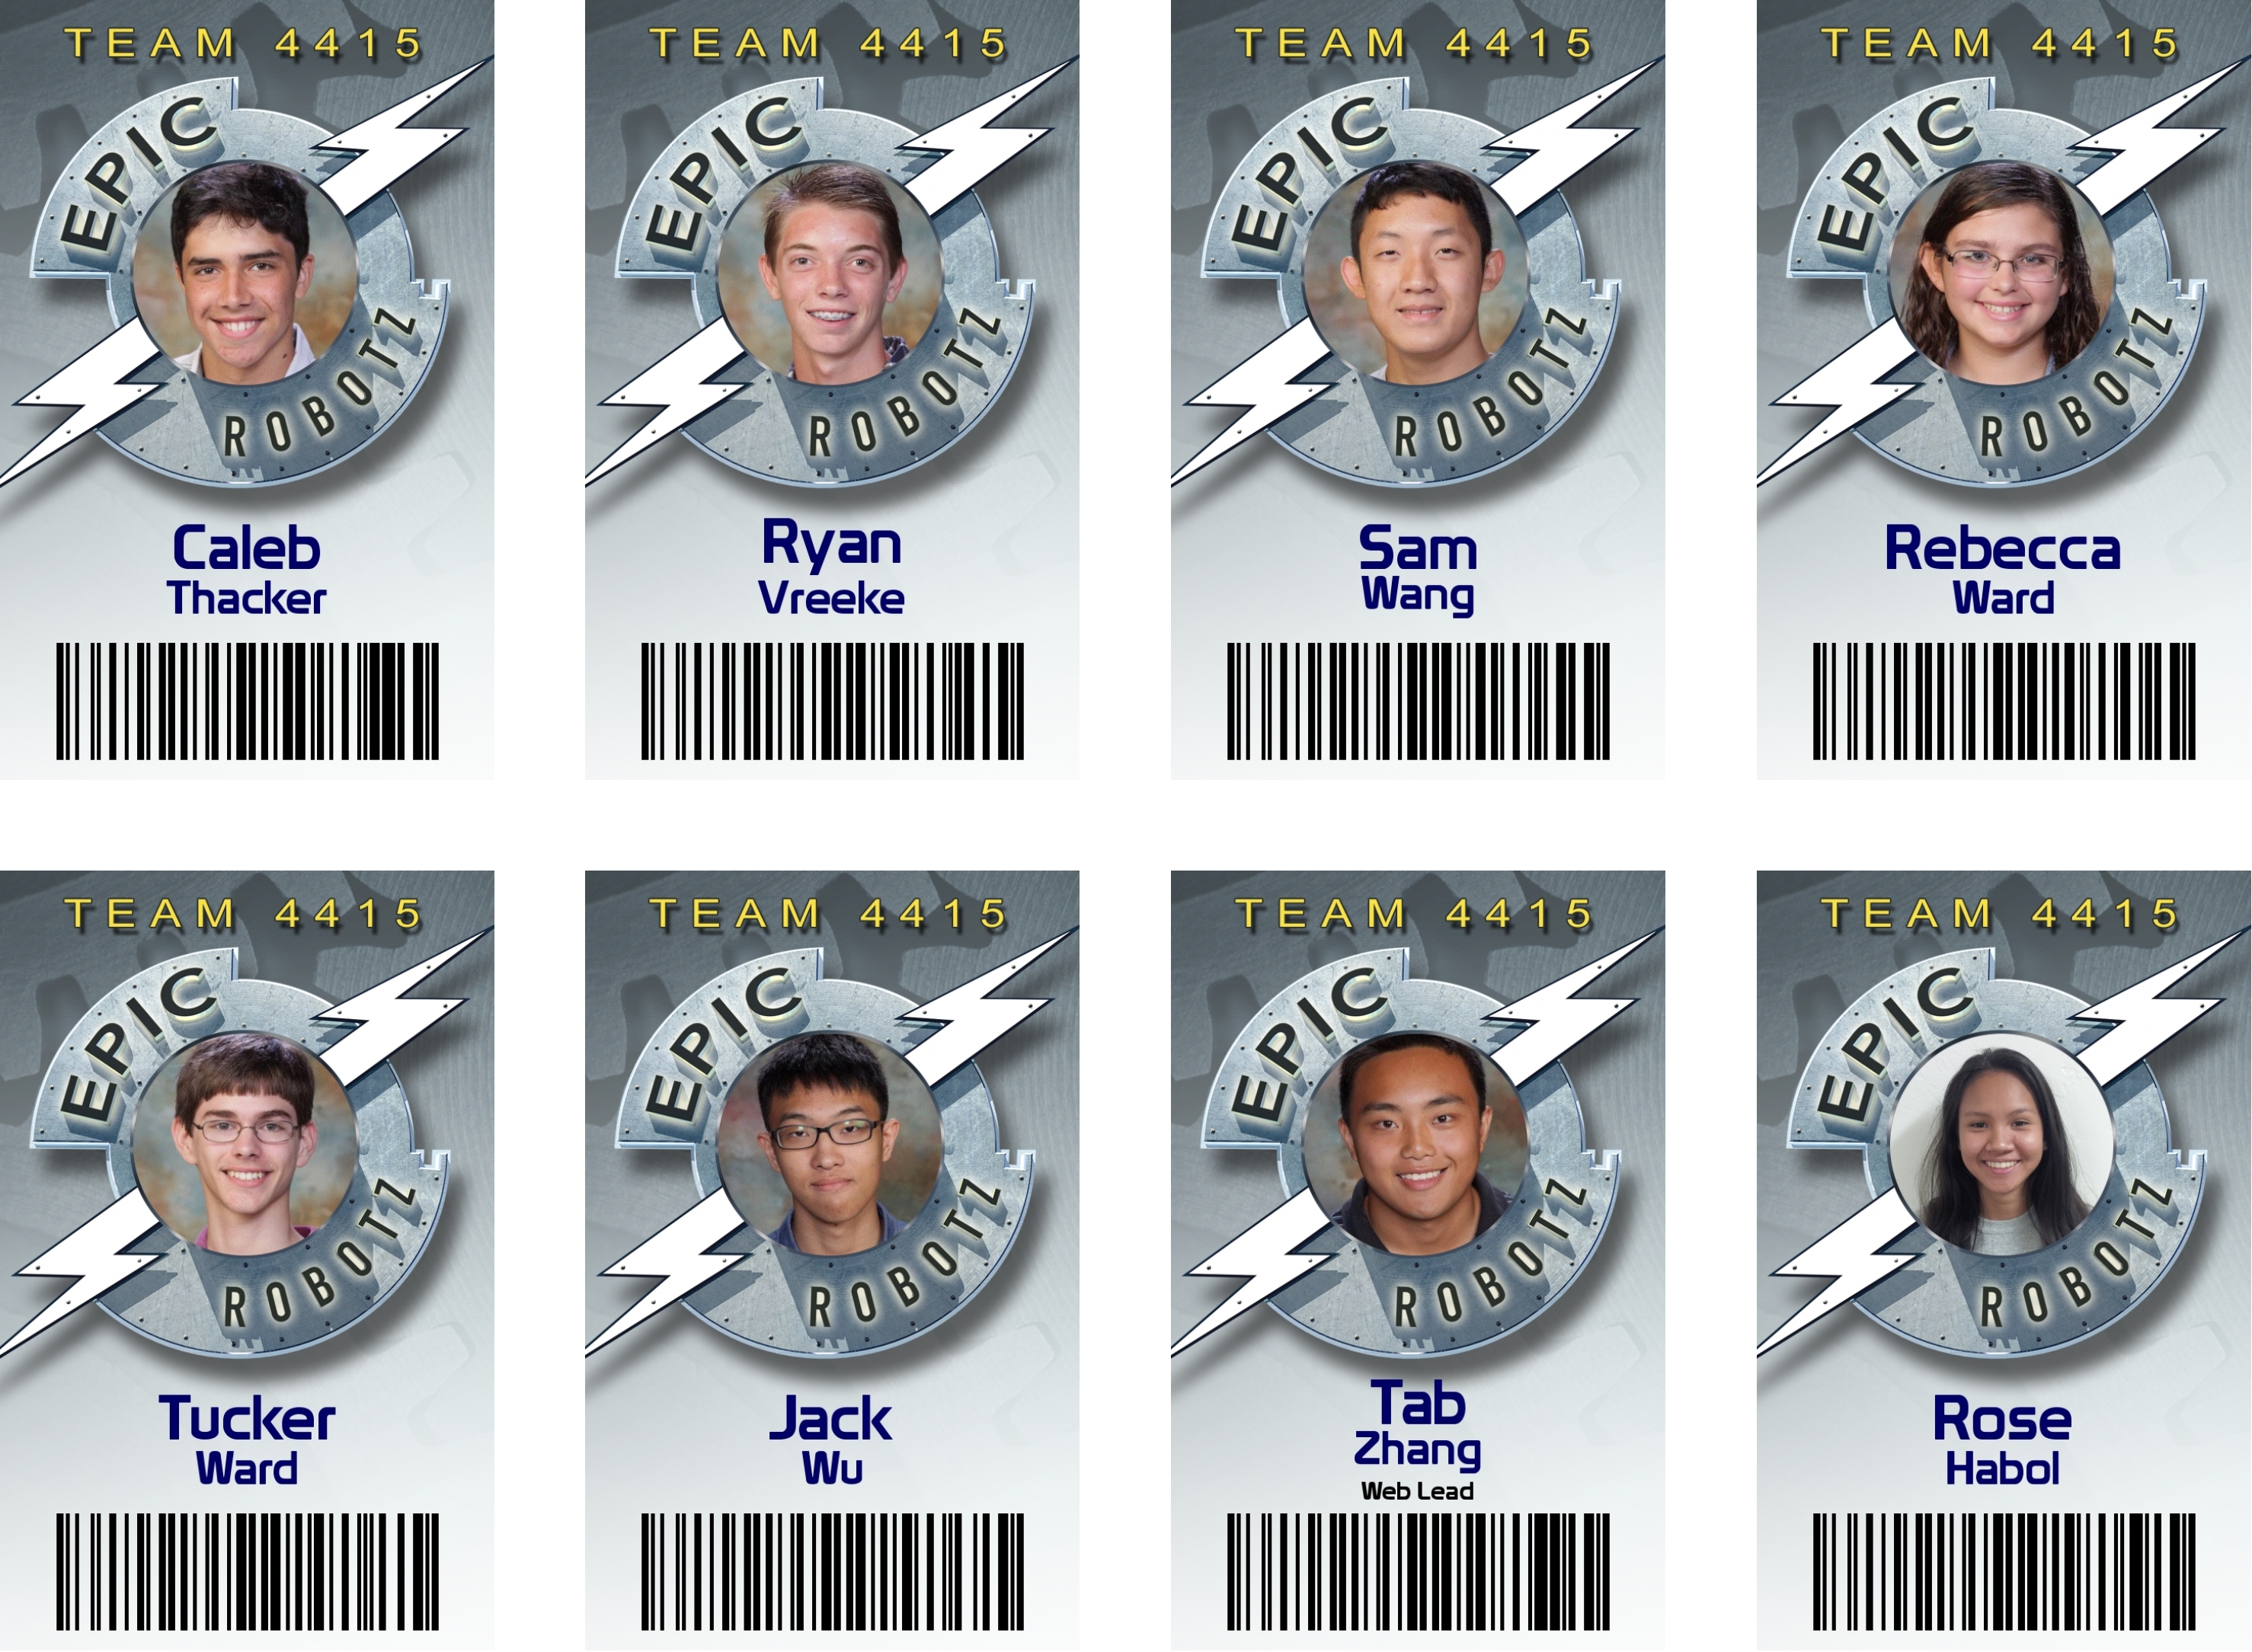 TEAM 4415
EPIC
ROBOTZ
Caleb
Thacker
TEAM 4415
EPIC
ROBOTZ
Ryan
Vreeke
TEAM 4415
EPIC
ROBOTZ
Sam
Wang
TEAM 4415
EPIC
ROBOTZ
Rebecca
Ward
TEAM 4415
EPIC
ROBOTZ
Tucker
Ward
TEAM 4415
EPIC
ROBOTZ
Jack
Wu
TEAM 4415
EPIC
ROBOTZ
Tab
Zhang
Web Lead
TEAM 4415
EPIC
ROBOTZ
Rose
Habol